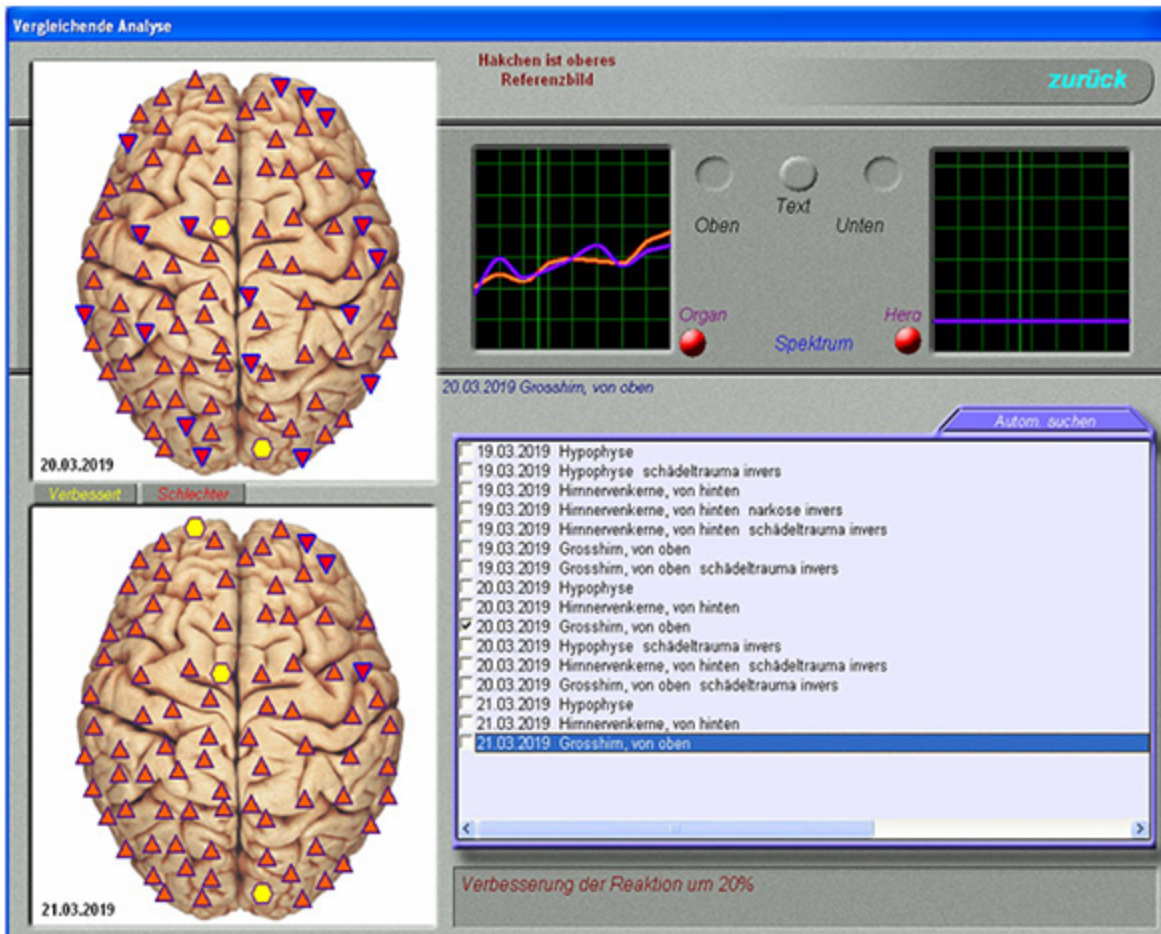 Vergleichende Analyse
Häkchen ist oberes
Referenzbild
zurück
Oben
Text
Unten
Organ
Hera
Spektrum
20.03.2019
20.03.2019 Grosshirn, von oben
Autom. suchen
Verbessert
Schlechter
19.03.2019 Hypophyse
19.03.2019 Hypophyse schädeltrauma invers
19.03.2019 Hirnnervenkerne, von hinten
19.03.2019 Hirnnervenkerne, von hinten narkose invers
19.03.2019 Hirnnervenkerne, von hinten schädeltrauma invers
19.03.2019 Grosshirn, von oben
19.03.2019 Grosshirn, von oben schädeltrauma invers
20.03.2019 Hypophyse
20.03.2019 Hirnnervenkerne, von hinten
20.03.2019 Grosshirn, von oben
20.03.2019 Hypophyse schädeltrauma invers
20.03.2019 Hirnnervenkerne, von hinten schädeltrauma invers
20.03.2019 Grosshirn, von oben schädeltrauma invers
21.03.2019 Hypophyse
21.03.2019 Hirnnervenkerne, von hinten
21.03.2019 Grosshirn, von oben
21.03.2019
Verbesserung der Reaktion um 20%